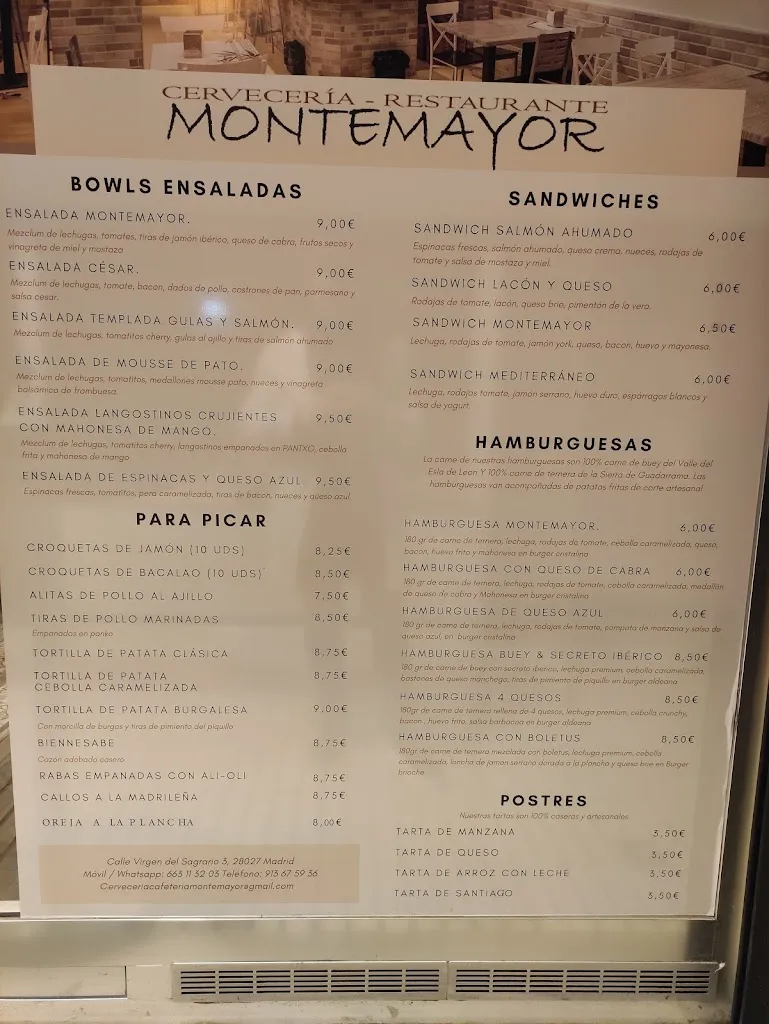 CERVECERÍA - RESTAURANTE
MONTEMAYOR
BOWLS ENSALADAS
ENSALADA MONTEMAYOR. 9,00€
Mezclum de lechugas, tomates, tiras de jamón ibérico, queso de cabra, frutos secos y
vinagreta de miel y mostaza
ENSALADA CÉSAR. 9,00€
Mezclum de lechugas, tomate, bacon, dados de pollo, costrones de pan, parmesano y
salsa césar.
ENSALADA TEMPLADA GULAS Y SALMÓN. 9,00€
Mezclum de lechugas, tomatitos cherry, gulas al ajillo y tiras de salmón ahumado
ENSALADA DE MOUSSE DE PATO. 9,00€
Mezclum de lechugas, tomatitos, medallones mousse pato, nueces y vinagreta
balsámica de frambuesa.
ENSALADA LANGOSTINOS CRUJIENTES 9,50€
CON MAHONESA DE MANGO.
Mezclum de lechugas, tomatitos cherry, langostinos empanados en PANTXO, cebolla
frita y mahonesa de mango
ENSALADA DE ESPINACAS Y QUESO AZUL 9,50€
Espinacas frescas, tomatitos, pera caramelizada, tiras de bacon, nueces y queso azul
PARA PICAR
CROQUETAS DE JAMÓN (10 UDS) 8,25€
CROQUETAS DE BACALAO (10 UDS) 8,50€
ALITAS DE POLLO AL AJILLO 7,50€
TIRAS DE POLLO MARINADAS 8,50€
Empanados en panko
TORTILLA DE PATATA CLÁSICA 8,75€
TORTILLA DE PATATA 8,75€
CEBOLLA CARAMELIZADA
TORTILLA DE PATATA BURGALESA 9,00€
Con morcilla de burgos y tiras de pimiento del piquillo
BIENNESABE 8,75€
Cazón adobado casero
RABAS EMPANADAS CON ALI-OLI 8,75€
CALLOS A LA MADRILEÑA 8,75€
OREJA A LA PLANCHA 8,00€
Calle Virgen del Sagrario 3, 28027 Madrid
Móvil / Whatsapp: 663 11 32 03 Teléfono: 913 67 59 36
Cerveceriacafeteriamontemayor@gmail.com
SANDWICHES
SANDWICH SALMÓN AHUMADO 6,00€
Espinacas frescas, salmón ahumado, queso crema, nueces, rodajas de
tomate y salsa de mostaza y miel.
SANDWICH LACÓN Y QUESO 6,00€
Rodajas de tomate, lacón, queso brie, pimentón de la vera.
SANDWICH MONTEMAYOR 6,50€
Lechuga, rodajas de tomate, jamón york, queso, bacon, huevo y mayonesa.
SANDWICH MEDITERRÁNEO 6,00€
Lechuga, rodajas tomate, jamón serrano, huevo duro, espárragos blancos y
salsa de yogurt.
HAMBURGUESAS
La carne de nuestras hamburguesas son 100% carne de buey del Valle del
Esla de Leon Y 100% carne de ternera de la Sierra de Guadarrama. Las
hamburguesas van acompañadas de patatas fritas de corte artesanal
HAMBURGUESA MONTEMAYOR. 6,00€
180 gr de carne de ternera, lechuga, rodajas de tomate, cebolla caramelizada, queso,
bacon, huevo frito y mahonesa en burger cristalina
HAMBURGUESA CON QUESO DE CABRA 6,00€
180 gr de carne de ternera, lechuga, rodajas de tomate, cebolla caramelizada, medallón
de queso de cabra y Mahonesa en burger cristalina
HAMBURGUESA DE QUESO AZUL 6,00€
180 gr de carne de ternera, lechuga, rodajas de tomate, compota de manzana y salsa de
queso azul, en burger cristalina
HAMBURGUESA BUEY & SECRETO IBÉRICO 8,50€
180 gr de carne de buey con secreto ibérico, lechuga premium, cebolla caramelizada,
bastones de queso manchego, tiras de pimiento de piquillo en burger aldeana
HAMBURGUESA 4 QUESOS 8,50€
180gr de carne de ternera rellena de 4 quesos, lechuga premium, cebolla crunchy,
bacon, huevo frito, salsa barbacoa en burger aldeana
HAMBURGUESA CON BOLETUS 8,50€
180gr de carne de ternera mezclada con boletus, lechuga premium, cebolla
caramelizada, loncha de jamon serrano dorada a la plancha y queso brie en Burger
brioche
POSTRES
Nuestras tartas son 100% caseras y artesanales
TARTA DE MANZANA 3,50€
TARTA DE QUESO 3,50€
TARTA DE ARROZ CON LECHE 3,50€
TARTA DE SANTIAGO 3,50€